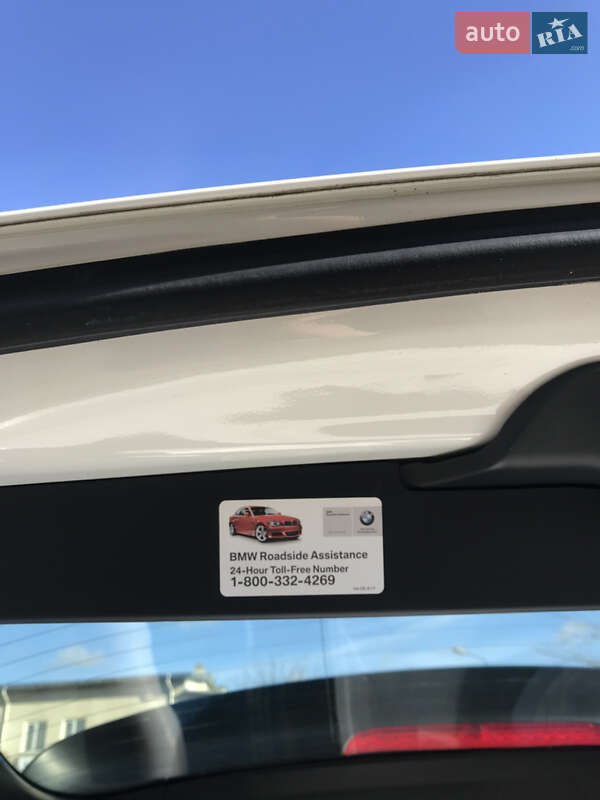 auto
RIA
.com
BMW Roadside Assistance
24-Hour Toll-Free Number
1-800-332-4269